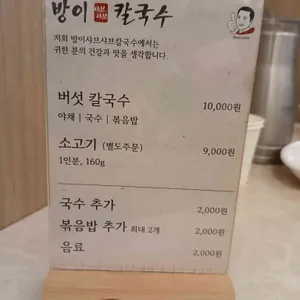 방이 샤브샤브 칼국수
저희 방이샤브샤브칼국수에서는
귀한 분의 건강과 맛을 생각합니다.
버섯 칼국수 10,000원
야채 | 국수 | 볶음밥
소고기 (별도주문) 9,000원
1인분, 160g
국수 추가 2,000원
볶음밥 추가 최대 2개 2,000원
음료 2,000원